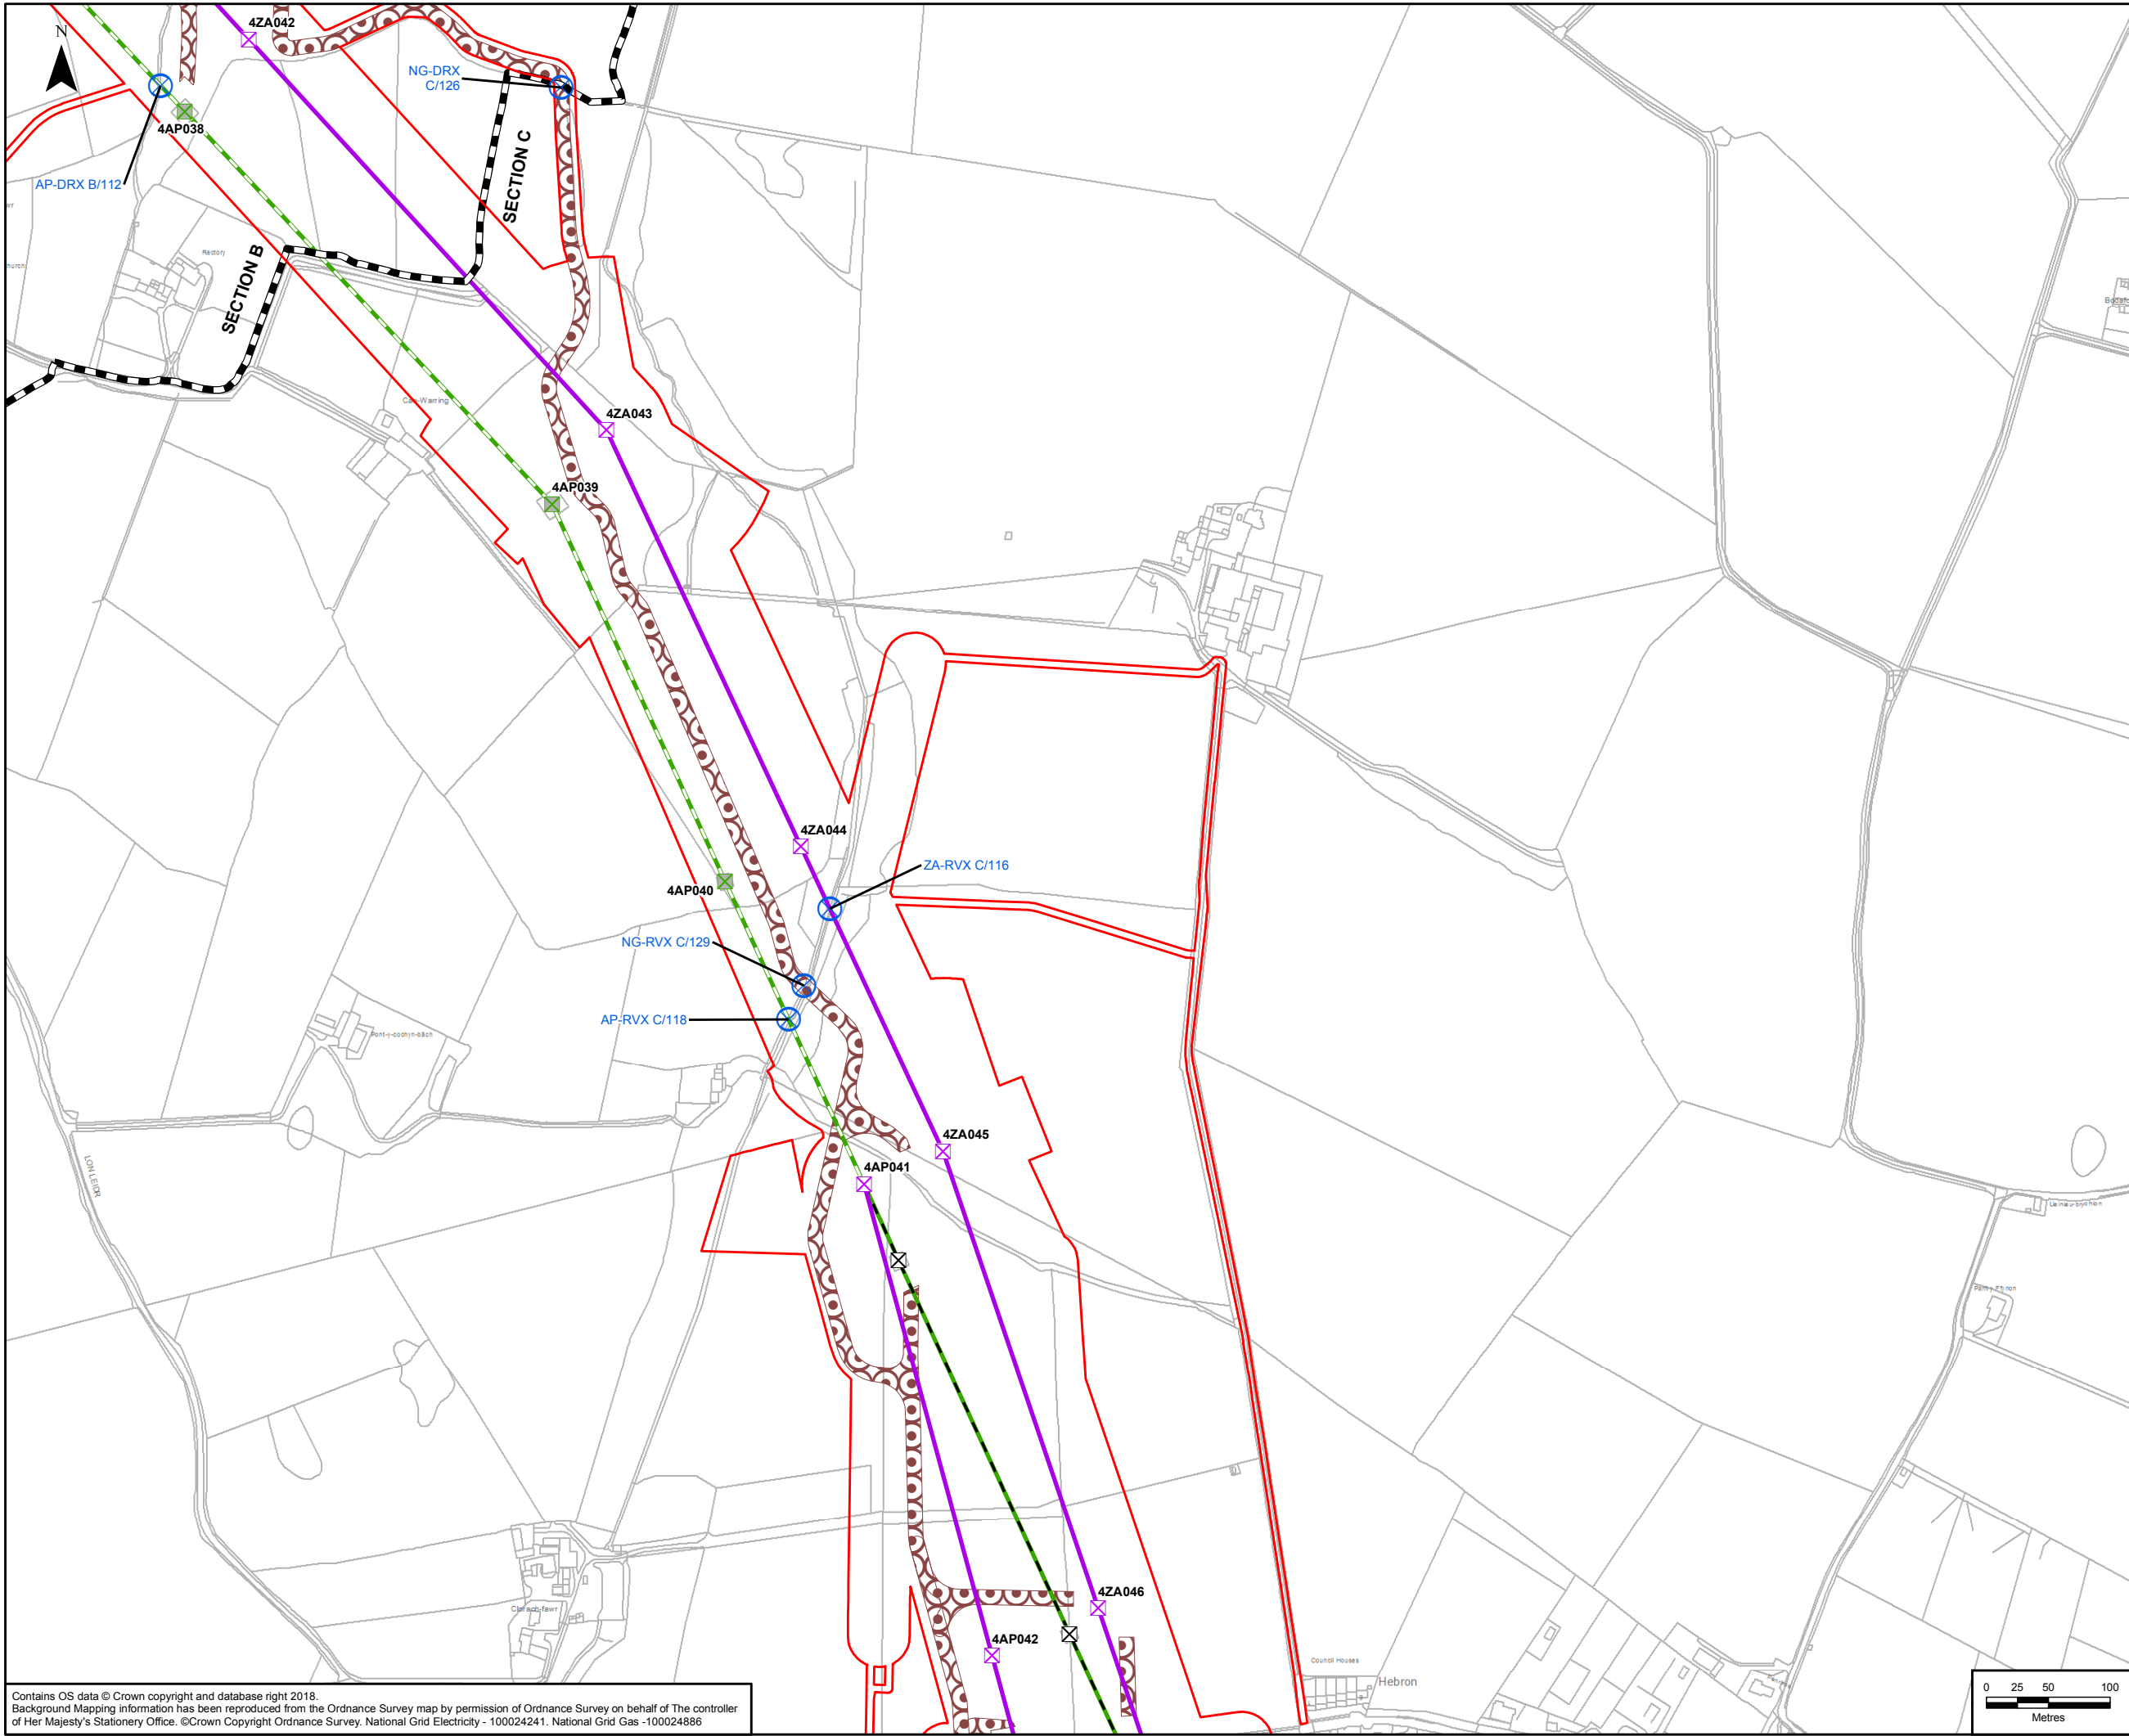 4ZA042
N
NG-DRX
C/126
4AP038
SECTION C
AP-DRX B/112
Rectory
SECTION B
4ZA043
4AP039
4ZA044
ZA-RVX C/116
4AP040
NG-RVX C/129
AP-RVX C/118
4ZA045
4AP041
LON LEIDR
4ZA046
4AP042
Council Houses
Hebron
Contains OS data © Crown copyright and database right 2018.
Background Mapping information has been reproduced from the Ordnance Survey map by permission of Ordnance Survey on behalf of The controller
of Her Majesty's Stationery Office. ©Crown Copyright Ordnance Survey. National Grid Electricity - 100024241. National Grid Gas -100024886
0 25 50 100
Metres